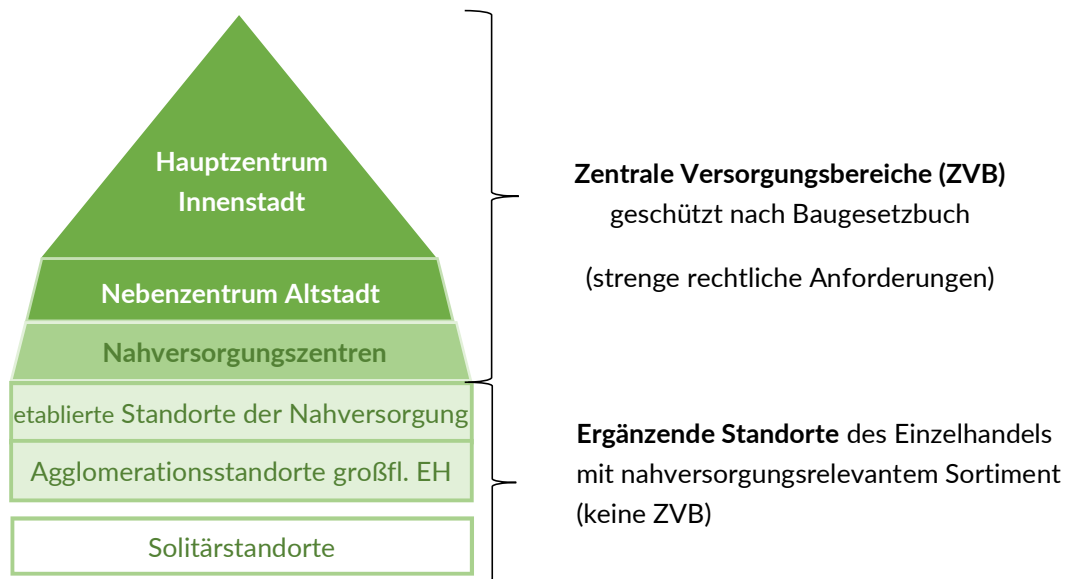 Hauptzentrum
Innenstadt
Nebenzentrum Altstadt
Nahversorgungszentren
etablierte Standorte der Nahversorgung
Agglomerationsstandorte großfl. EH
Solitärstandorte
Zentrale Versorgungsbereiche (ZVB)
geschützt nach Baugesetzbuch
(strenge rechtliche Anforderungen)
Ergänzende Standorte des Einzelhandels
mit nahversorgungsrelevantem Sortiment
(keine ZVB)